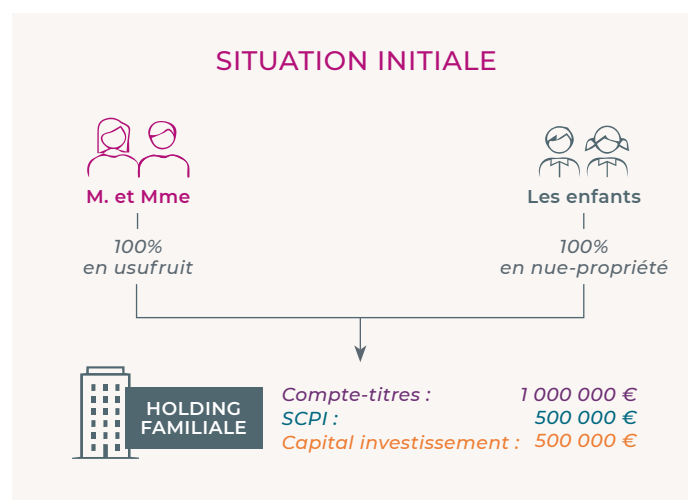 SITUATION INITIALE
M. et Mme
Les enfants
100%
en usufruit
100%
en nue-propriété
HOLDING
FAMILIALE
Compte-titres : 1 000 000 €
SCPI : 500 000 €
Capital investissement : 500 000 €